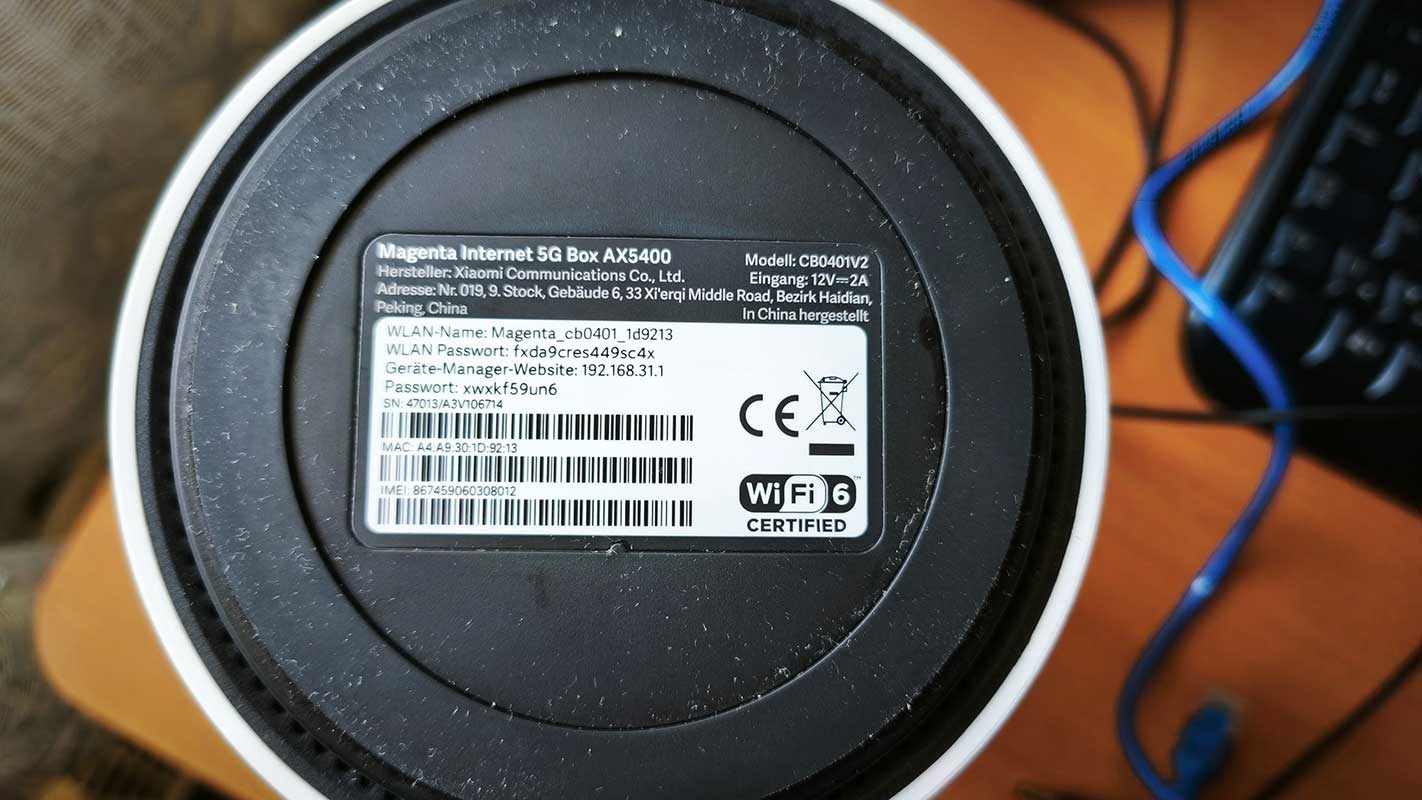 Magenta Internet 5G Box AX5400
Modell: CB0401V2
Hersteller: Xiaomi Communications Co., Ltd.
Eingang: 12V⎓2A
Adresse: Nr. 019, 9. Stock, Gebäude 6, 33 Xi'erqi Middle Road, Bezirk Haidian,
Peking, China
In China hergestellt
WLAN-Name: Magenta_cb0401_1d9213
WLAN Passwort: fxda9cres449sc4x
Geräte-Manager-Website: 192.168.31.1
Passwort: xwxkf59un6
SN: 47013/A3V106714
MAC: A4:A9:30:1D:92:13
IMEI: 867459060308012
CE
Wi Fi 6™
CERTIFIED